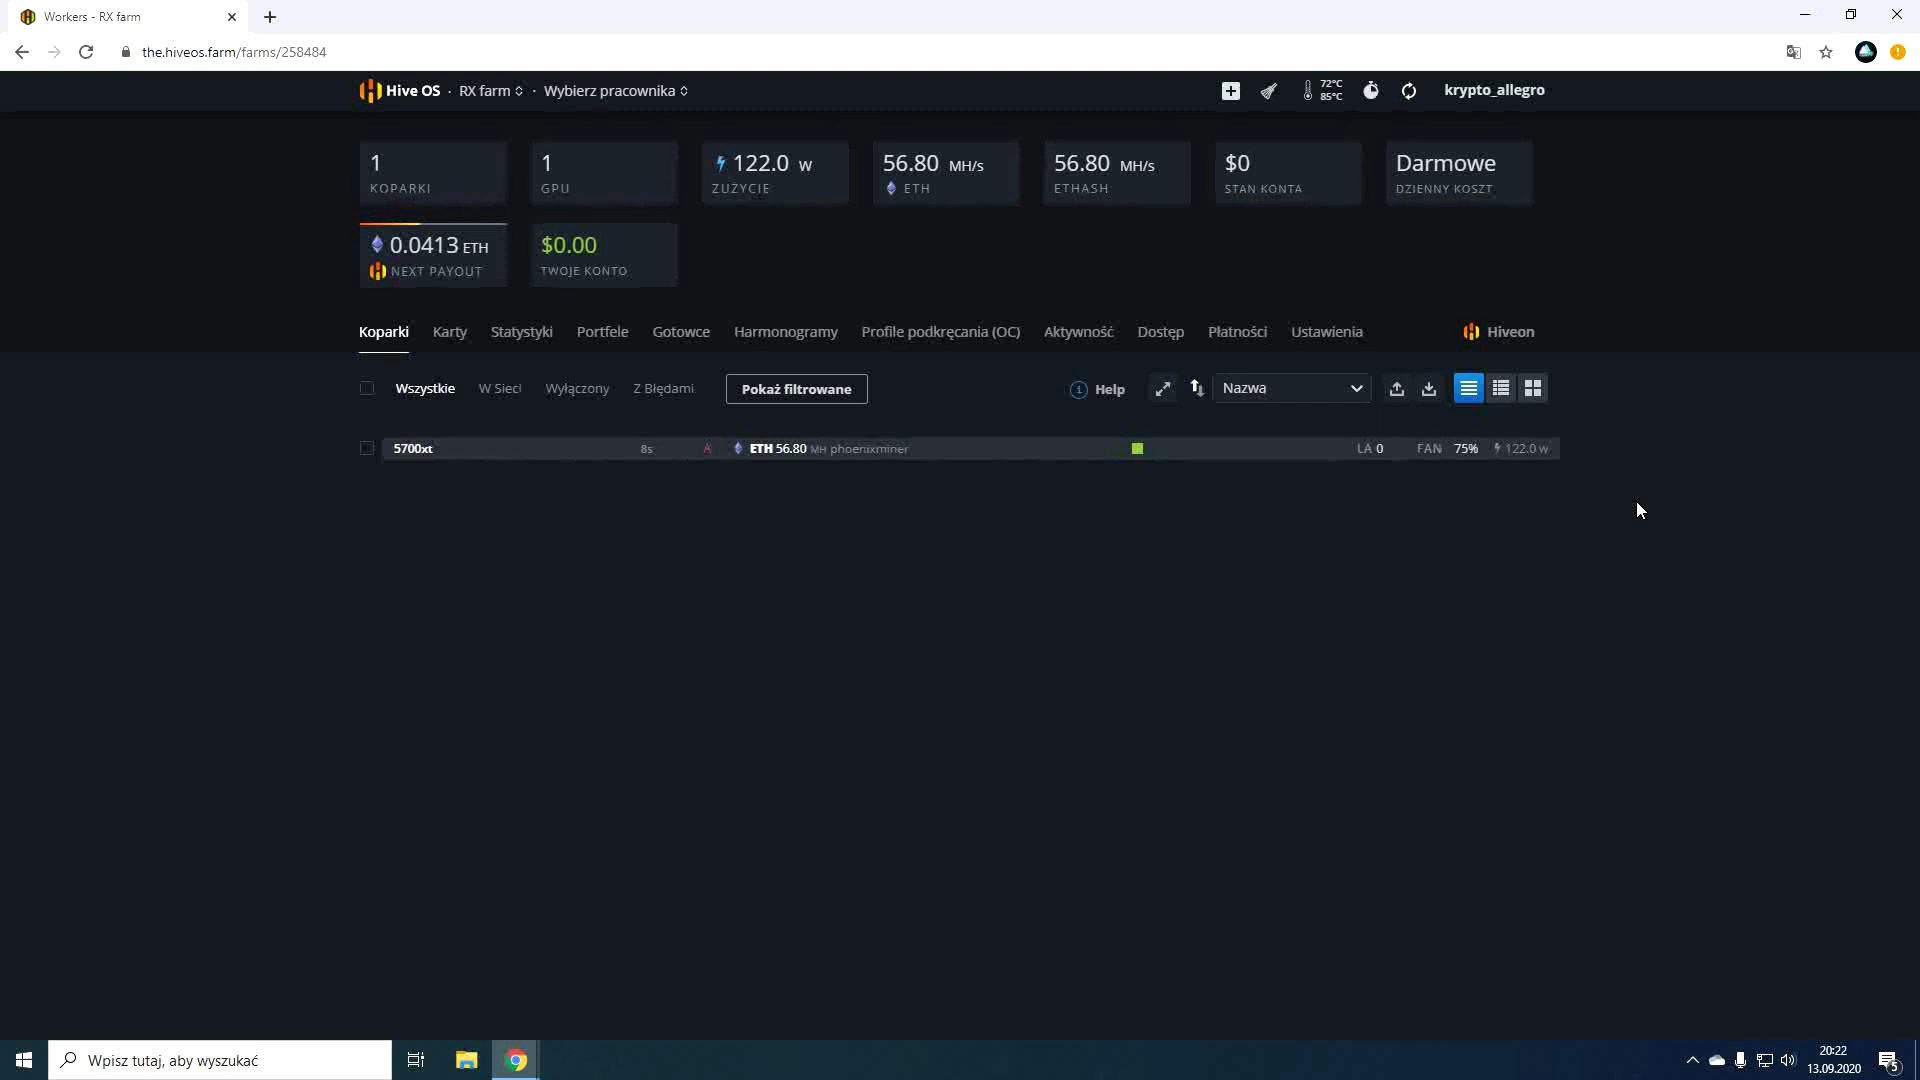 Workers - RX farm
the.hiveos.farm/farms/258484
Hive OS · RX farm · Wybierz pracownika
72°C
85°C
krypto_allegro
1
KOPARKI
1
GPU
122.0 W
ZUŻYCIE
56.80 MH/s
ETH
56.80 MH/s
ETHASH
$0
STAN KONTA
Darmowe
DZIENNY KOSZT
0.0413 ETH
NEXT PAYOUT
$0.00
TWOJE KONTO
Koparki Karty Statystyki Portfele Gotowce Harmonogramy Profile podkręcania (OC) Aktywność Dostęp Płatności Ustawienia Hiveon
Wszystkie W Sieci Wyłączony Z Błędami Pokaż filtrowane Help Nazwa
5700xt 8s A ETH 56.80 MH phoenixminer LA 0 FAN 75% 122.0 W
Wpisz tutaj, aby wyszukać
20:22
13.09.2020
5